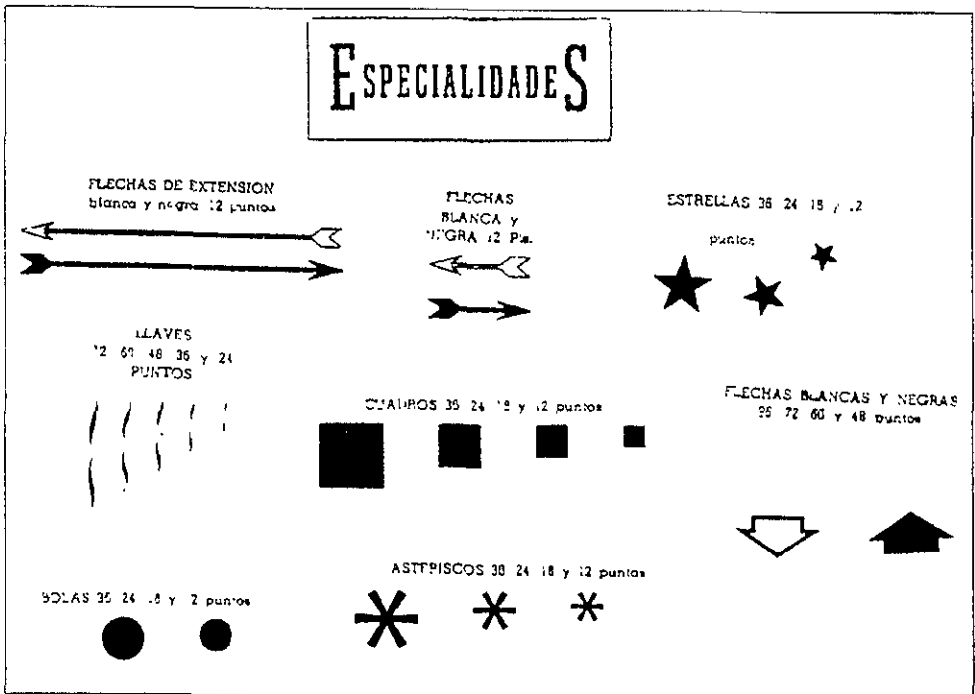 ESPECIALIDADES
FLECHAS DE EXTENSION
blanca y negra 12 puntos
FLECHAS
BLANCA y
NEGRA 12 Pts.
ESTRELLAS 36 24 18 y 12
puntos
LLAVES
72 60 48 36 y 24
PUNTOS
CUADROS 36 24 18 y 12 puntos
FLECHAS BLANCAS Y NEGRAS
96 72 60 y 48 puntos
ASTERISCOS 36 24 18 y 12 puntos
BOLAS 36 24 18 y 12 puntos